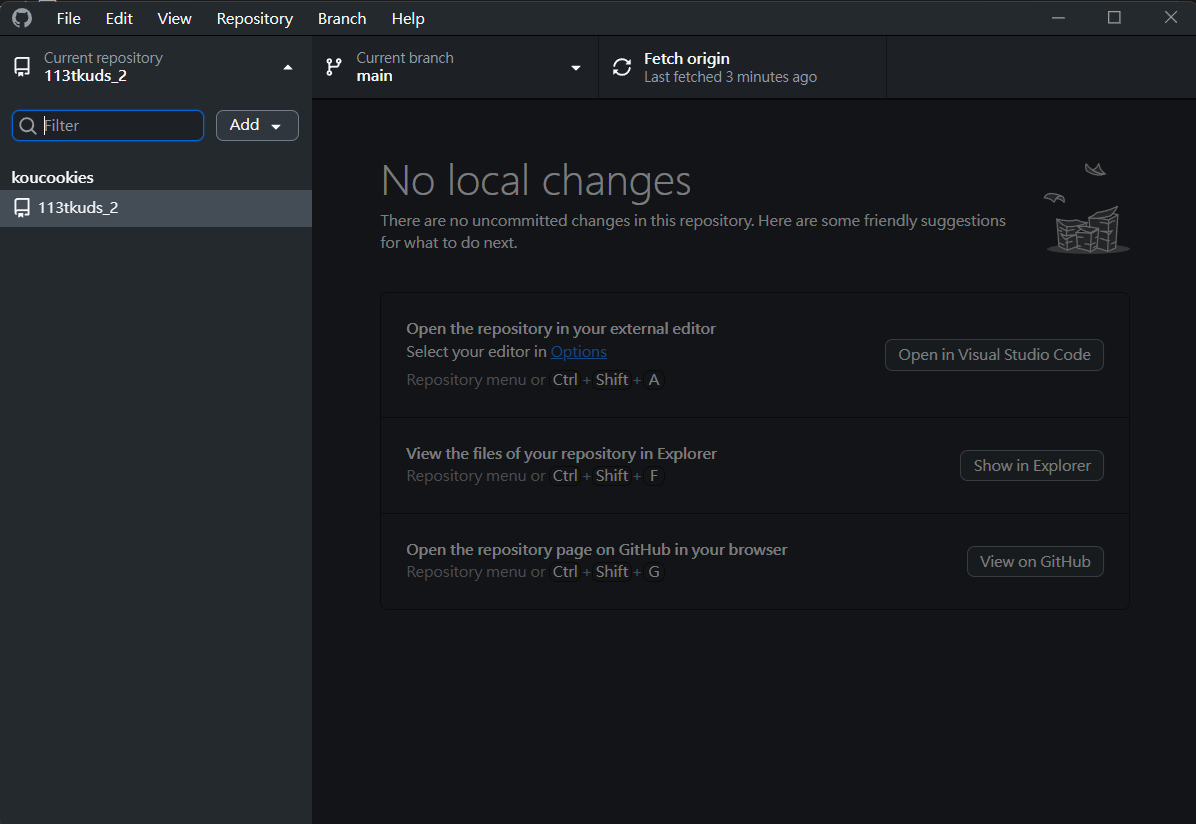 File Edit View Repository Branch Help
Current repository
113tkuds_2
Current branch
main
Fetch origin
Last fetched 3 minutes ago
Filter
Add
koucookies
113tkuds_2
No local changes
There are no uncommitted changes in this repository. Here are some friendly suggestions
for what to do next.
Open the repository in your external editor
Select your editor in Options
Repository menu or Ctrl + Shift + A
Open in Visual Studio Code
View the files of your repository in Explorer
Repository menu or Ctrl + Shift + F
Show in Explorer
Open the repository page on GitHub in your browser
Repository menu or Ctrl + Shift + G
View on GitHub